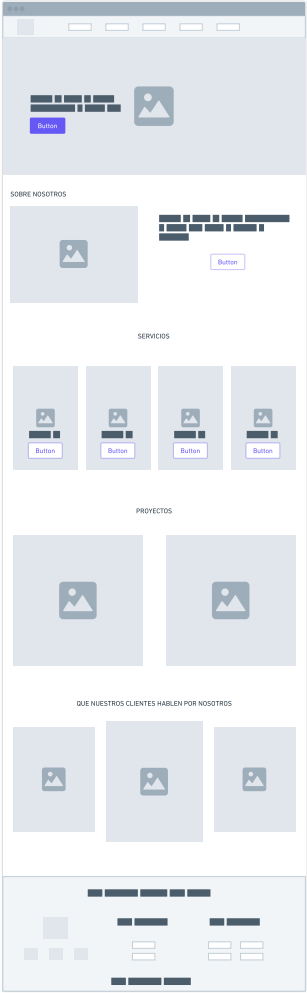 Button
SOBRE NOSOTROS
Button
SERVICIOS
Button Button Button Button
PROYECTOS
QUE NUESTROS CLIENTES HABLEN POR NOSOTROS